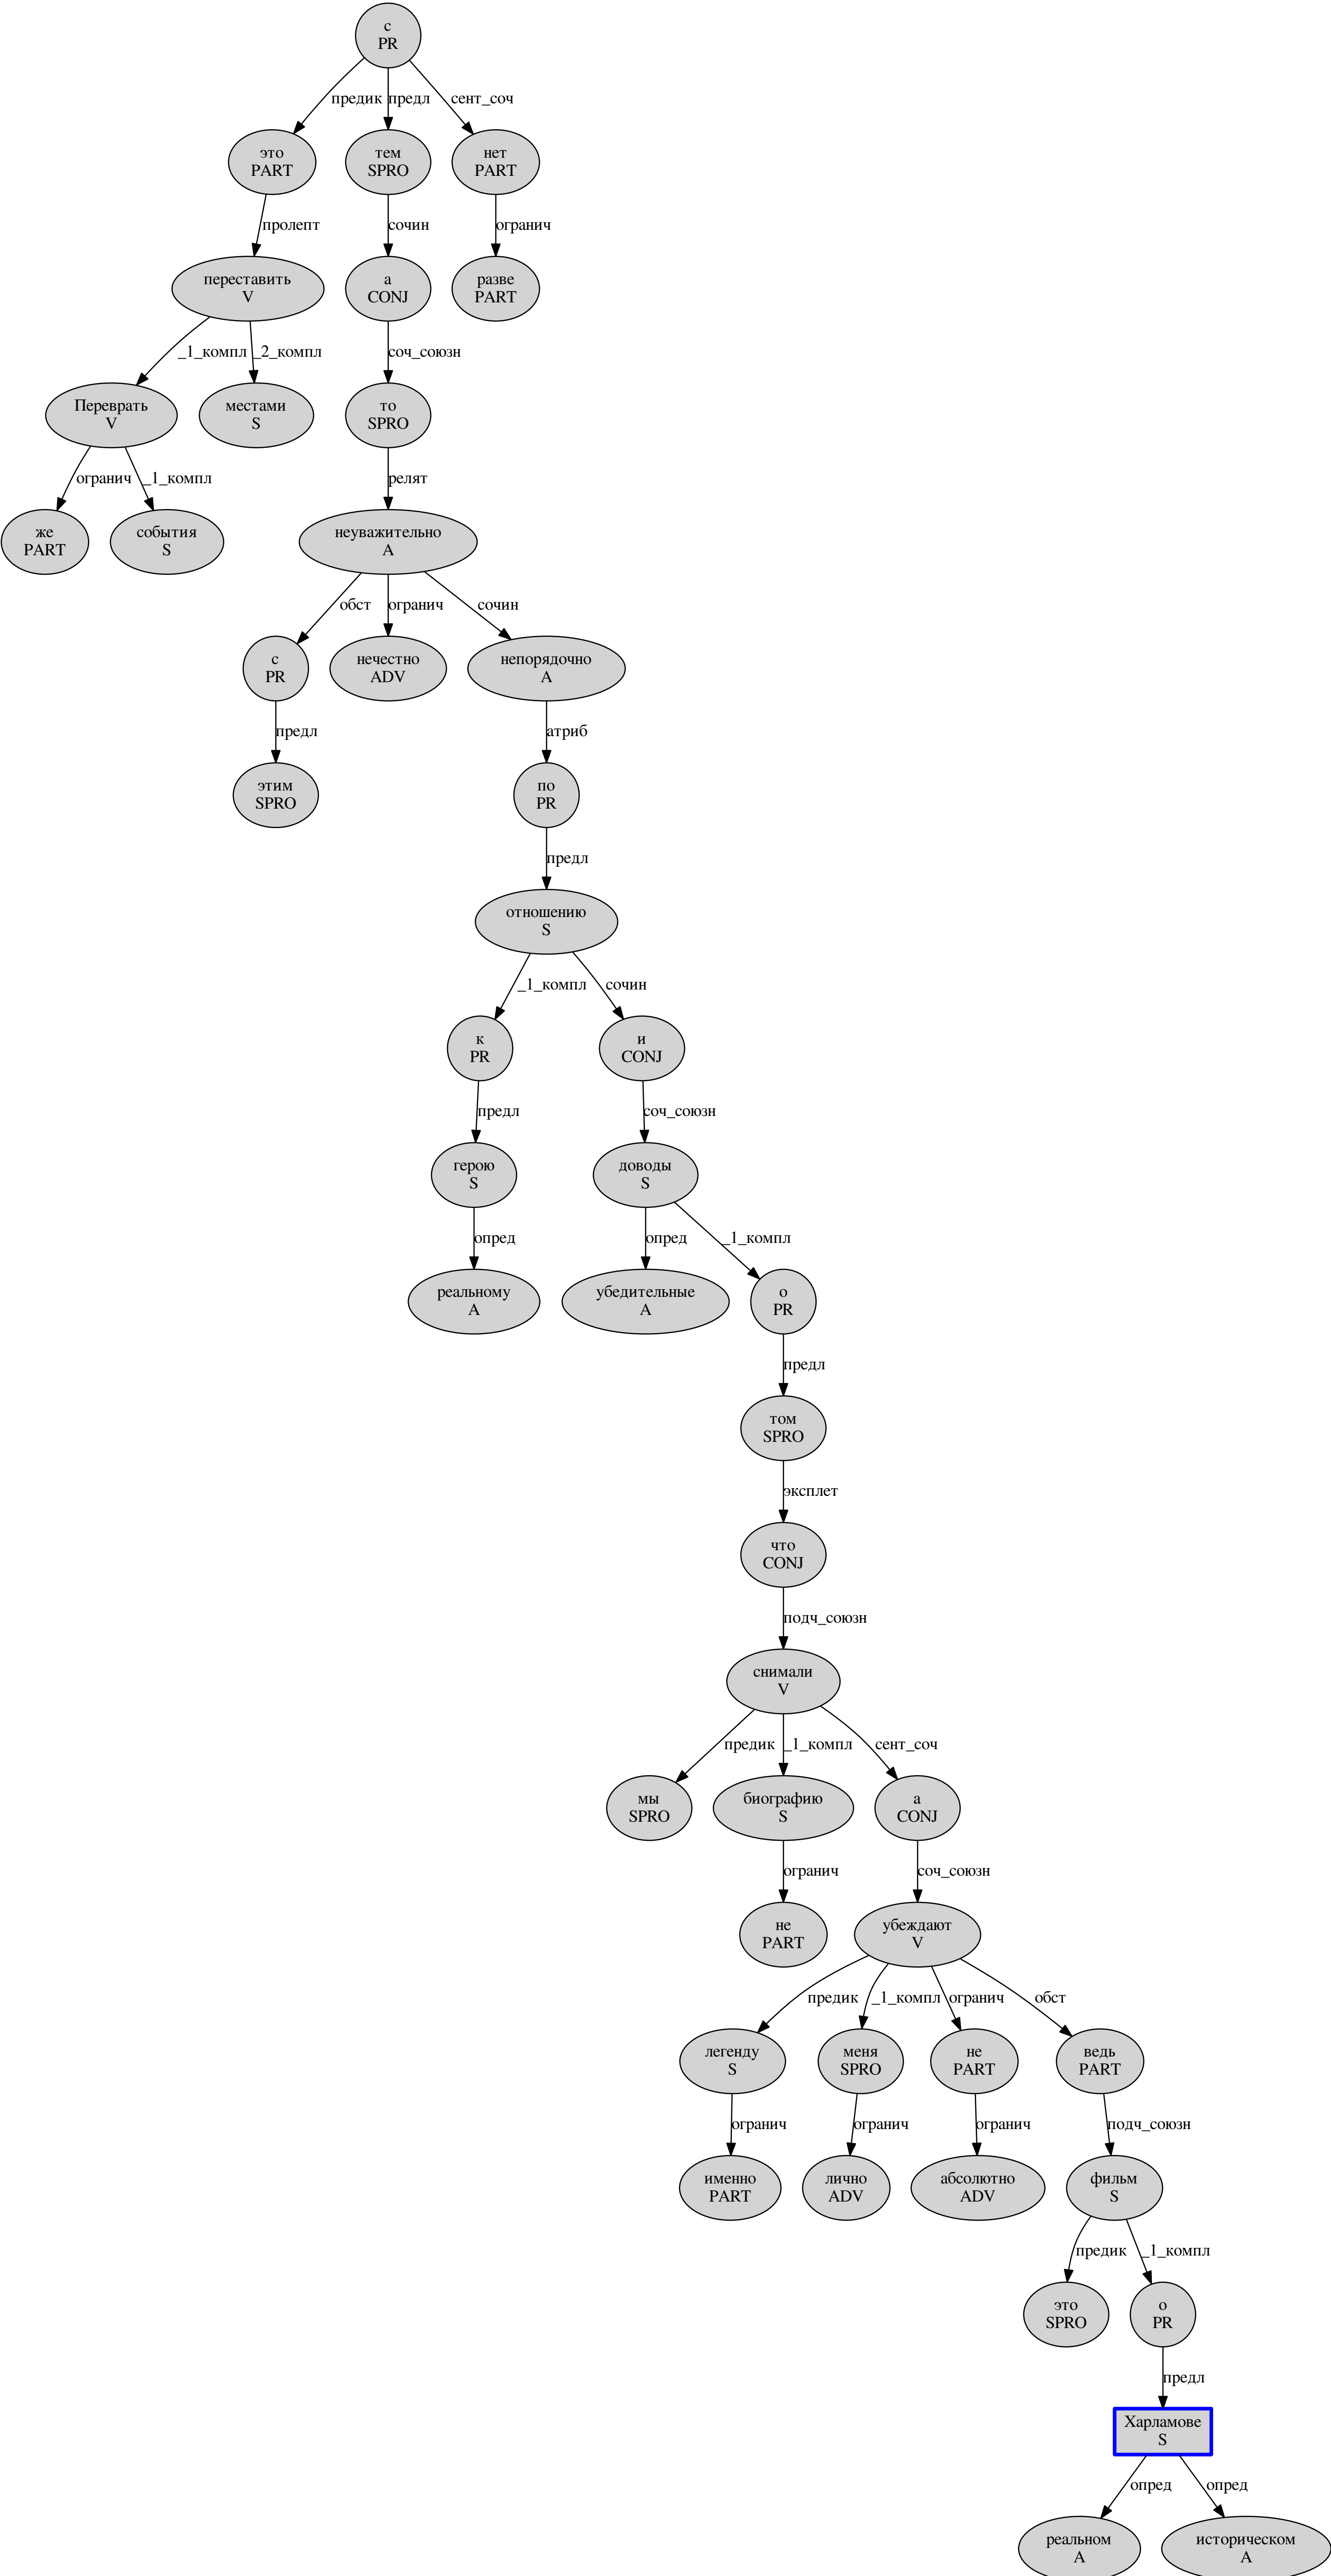 с
PR
предик
предл
сент_соч
это
PART
тем
SPRO
нет
PART
пролепт
сочин
огранич
переставить
V
а
CONJ
разве
PART
_1_компл
_2_компл
соч_союзн
Переврать
V
местами
S
то
SPRO
огранич
_1_компл
релят
же
PART
события
S
неуважительно
A
обст
огранич
сочин
с
PR
нечестно
ADV
непорядочно
A
предл
атриб
этим
SPRO
по
PR
предл
отношению
S
_1_компл
сочин
к
PR
и
CONJ
предл
соч_союзн
герою
S
доводы
S
опред
опред
_1_компл
реальному
A
убедительные
A
о
PR
предл
том
SPRO
эксплет
что
CONJ
подч_союзн
снимали
V
предик
_1_компл
сент_соч
мы
SPRO
биографию
S
а
CONJ
огранич
соч_союзн
не
PART
убеждают
V
предик
_1_компл
огранич
обст
легенду
S
меня
SPRO
не
PART
ведь
PART
огранич
огранич
огранич
подч_союзн
именно
PART
лично
ADV
абсолютно
ADV
фильм
S
предик
_1_компл
это
SPRO
о
PR
предл
Харламове
S
опред
опред
реальном
A
историческом
A